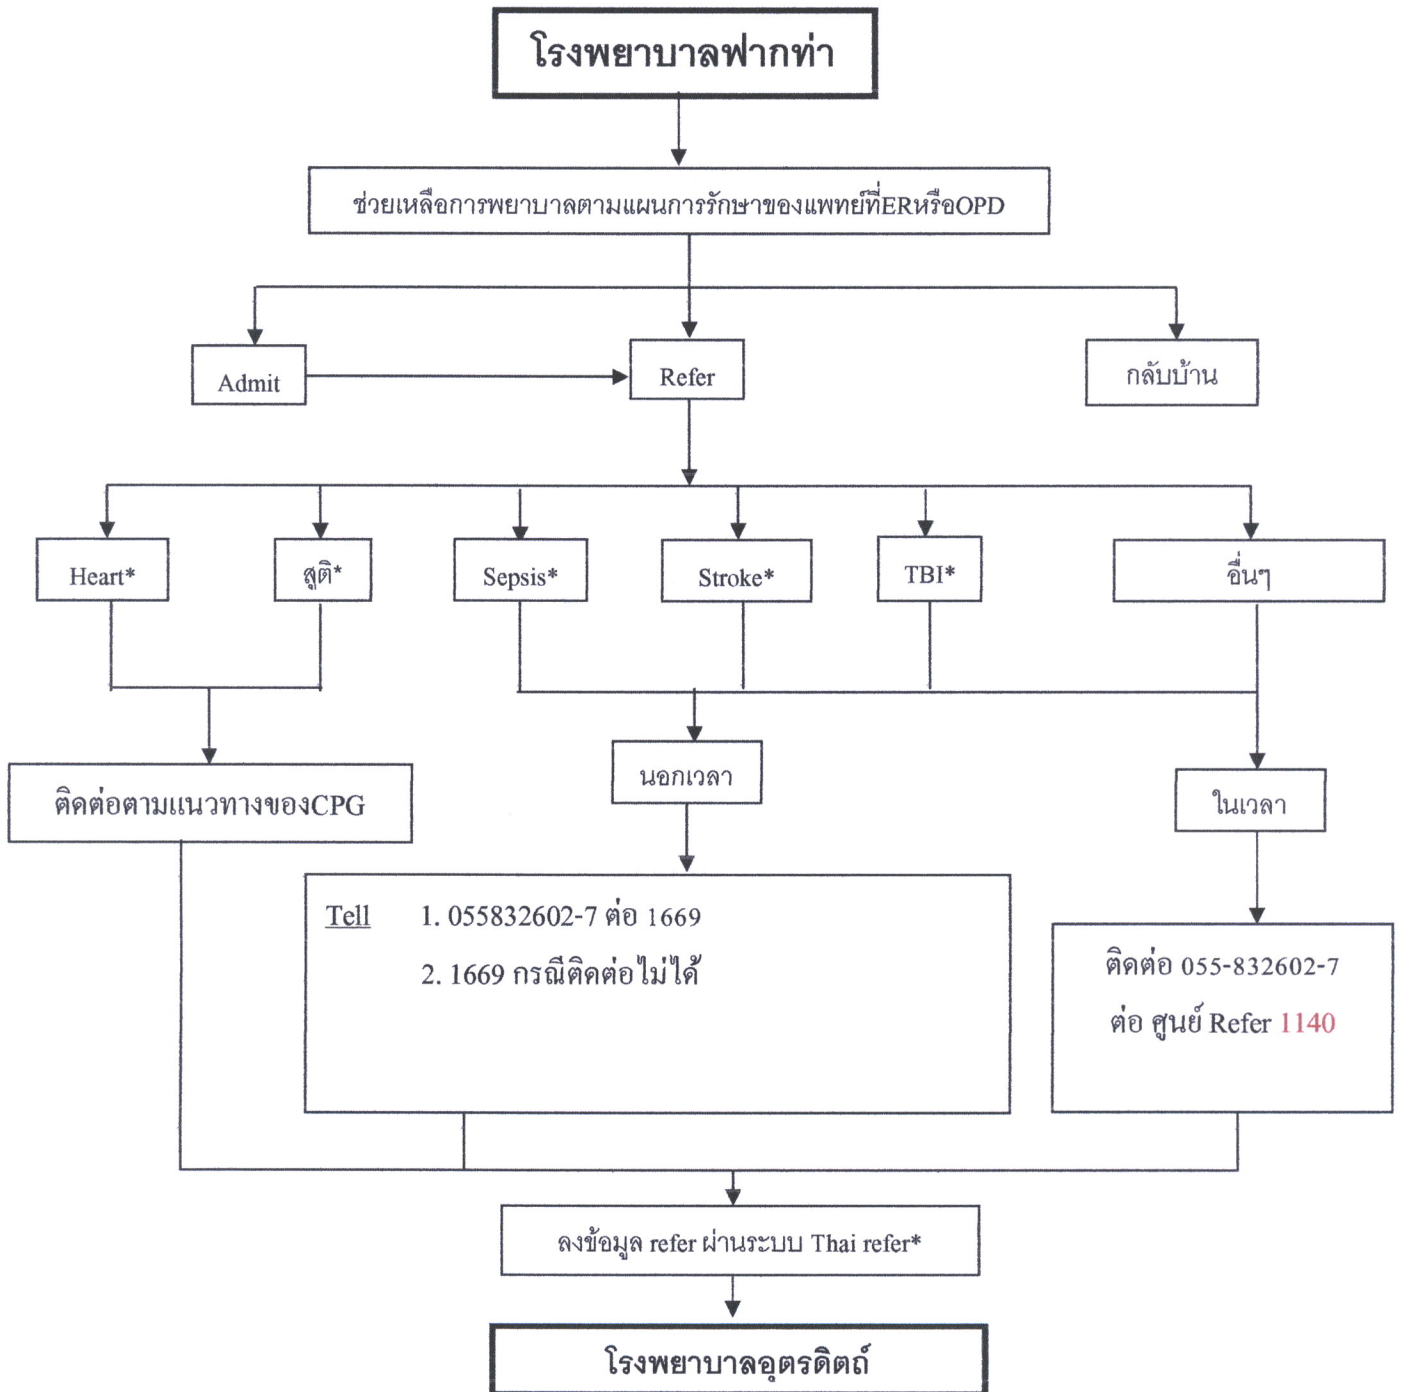 โรงพยาบาลฟากท่า
ช่วยเหลือการพยาบาลตามแผนการรักษาของแพทย์ที่ERหรือOPD
Admit
Refer
กลับบ้าน
Heart*
สูติ*
Sepsis*
Stroke*
TBI*
อื่นๆ
ติดต่อตามแนวทางของCPG
นอกเวลา
ในเวลา
Tell 1. 055832602-7 ต่อ 1669
2. 1669 กรณีติดต่อไม่ได้
ติดต่อ 055-832602-7
ต่อ ศูนย์ Refer 1140
ลงข้อมูล refer ผ่านระบบ Thai refer*
โรงพยาบาลอุตรดิตถ์